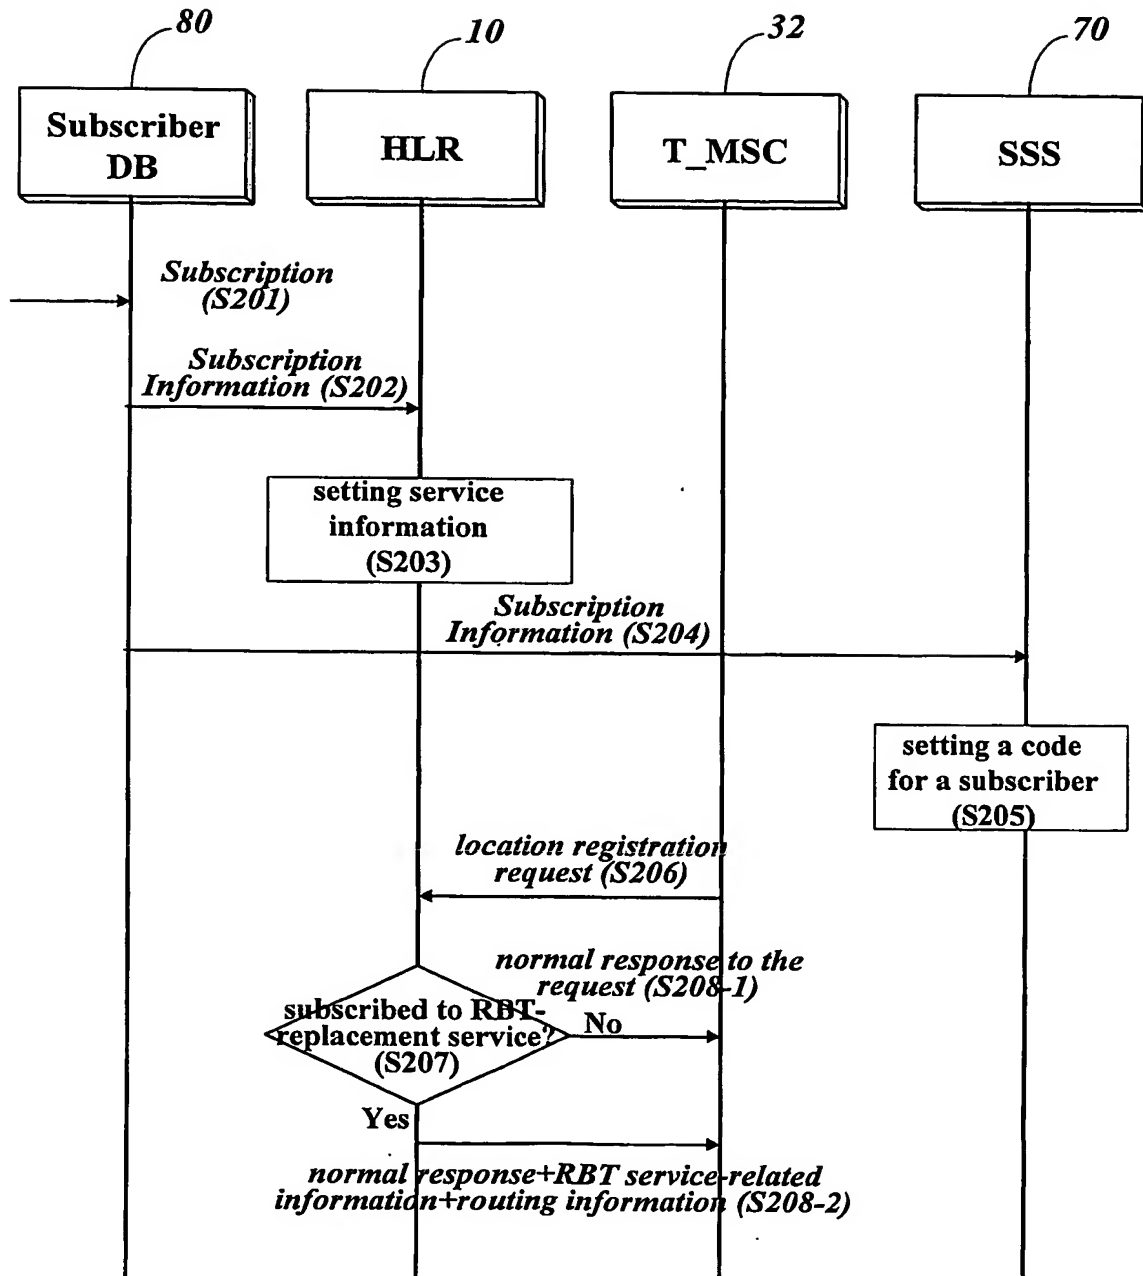 80
10
32
70
Subscriber
DB
HLR
T_MSC
SSS
Subscription
(S201)
Subscription
Information (S202)
setting service
information
(S203)
Subscription
Information (S204)
setting a code
for a subscriber
(S205)
location registration
request (S206)
normal response to the
request (S208-1)
subscribed to RBT-
replacement service?
(S207)
No
Yes
normal response+RBT service-related
information+routing information (S208-2)